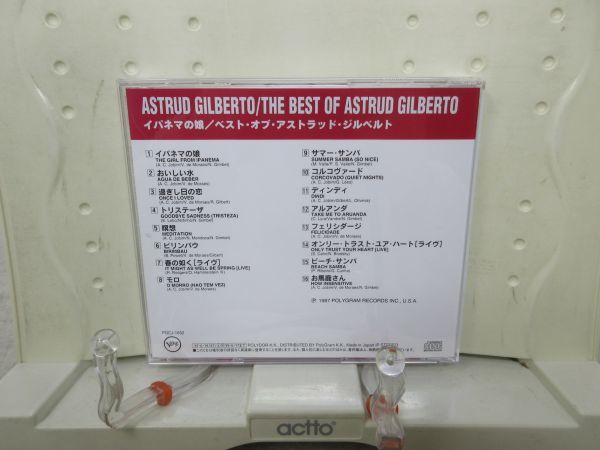 ASTRUD GILBERTO/THE BEST OF ASTRUD GILBERTO
イパネマの娘/ベスト・オブ・アストラッド・ジルベルト
1 イパネマの娘
THE GIRL FROM IPANEMA
2 おいしい水
AGUA DE BEBER
3 過ぎし日の恋
ONCE I LOVED
4 トリステーザ
GOODBYE SADNESS (TRISTEZA)
5 瞑想
MEDITATION
6 ビリンバウ
BIRIMBAU
7 春の如く[ライヴ]
IT MIGHT AS WELL BE SPRING [LIVE]
8 モロ
O MORRO (NAO TEM VEZ)
9 サマー・サンバ
SUMMER SAMBA (SO NICE)
10 コルコヴァード
CORCOVADO (QUIET NIGHTS)
11 ディンディ
DINDI
12 アルアンダ
TAKE ME TO ARUANDA
13 フェリシダージ
FELICIDADE
14 オンリー・トラスト・ユア・ハート[ライヴ]
ONLY TRUST YOUR HEART [LIVE]
15 ビーチ・サンバ
BEACH SAMBA
16 お馬鹿さん
HOW INSENSITIVE
℗ 1987 POLYGRAM RECORDS INC., U.S.A.
POCJ-1652
Verve
POLYDOR K.K. DISTRIBUTED BY PolyGram K.K. Made in Japan
actto